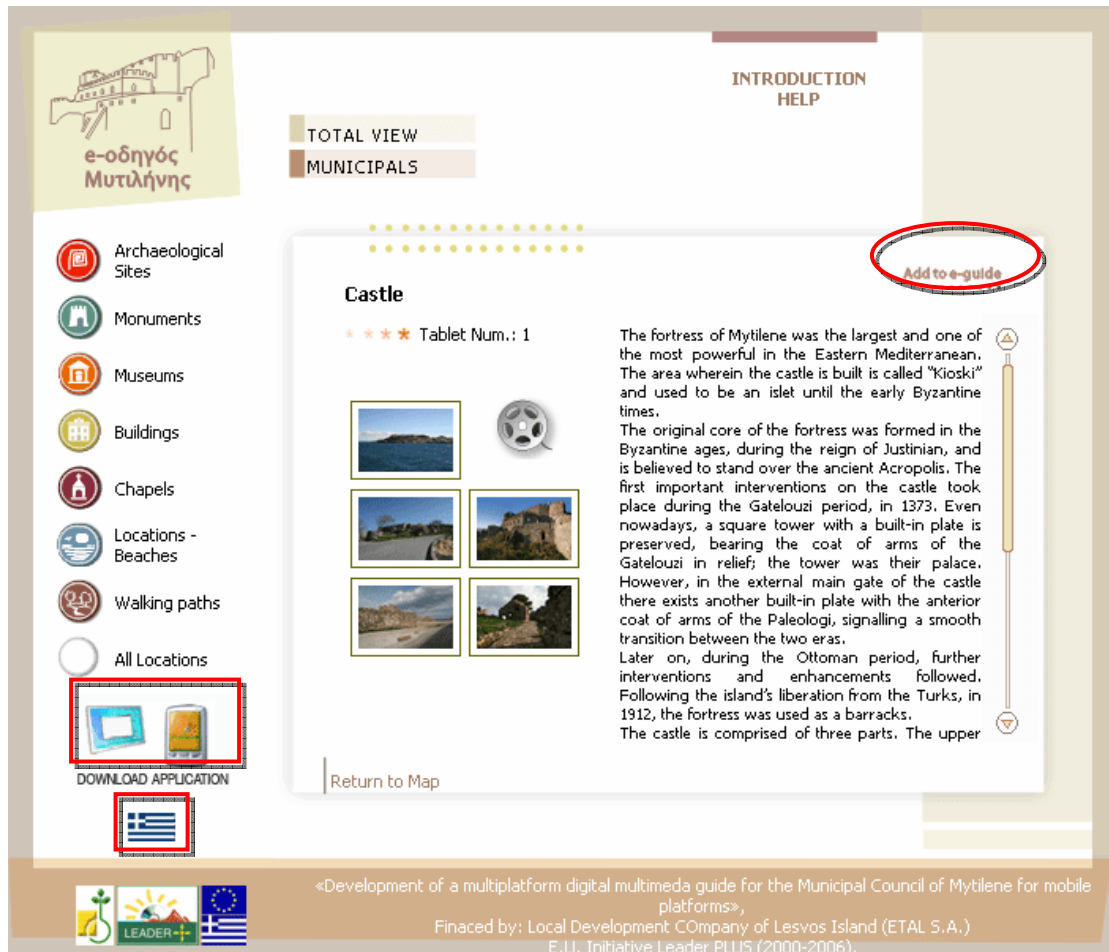 INTRODUCTION
HELP
e-οδηγός
Μυτιλήνης
TOTAL VIEW
MUNICIPALS
Archaeological
Sites
Monuments
Museums
Buildings
Chapels
Locations -
Beaches
Walking paths
All Locations
DOWNLOAD APPLICATION
Add to e-guide
Castle
Tablet Num.: 1
The fortress of Mytilene was the largest and one of
the most powerful in the Eastern Mediterranean.
The area wherein the castle is built is called "Kioski"
and used to be an islet until the early Byzantine
times.
The original core of the fortress was formed in the
Byzantine ages, during the reign of Justinian, and
is believed to stand over the ancient Acropolis. The
first important interventions on the castle took
place during the Gatelouzi period, in 1373. Even
nowadays, a square tower with a built-in plate is
preserved, bearing the coat of arms of the
Gatelouzi in relief; the tower was their palace.
However, in the external main gate of the castle
there exists another built-in plate with the anterior
coat of arms of the Paleologi, signalling a smooth
transition between the two eras.
Later on, during the Ottoman period, further
interventions and enhancements followed.
Following the island's liberation from the Turks, in
1912, the fortress was used as a barracks.
The castle is comprised of three parts. The upper
Return to Map
LEADER+
«Development of a multiplatform digital multimeda guide for the Municipal Council of Mytilene for mobile
platforms»,
Finaced by: Local Development COmpany of Lesvos Island (ETAL S.A.)
E.U. Initiative Leader PLUS (2000-2006).